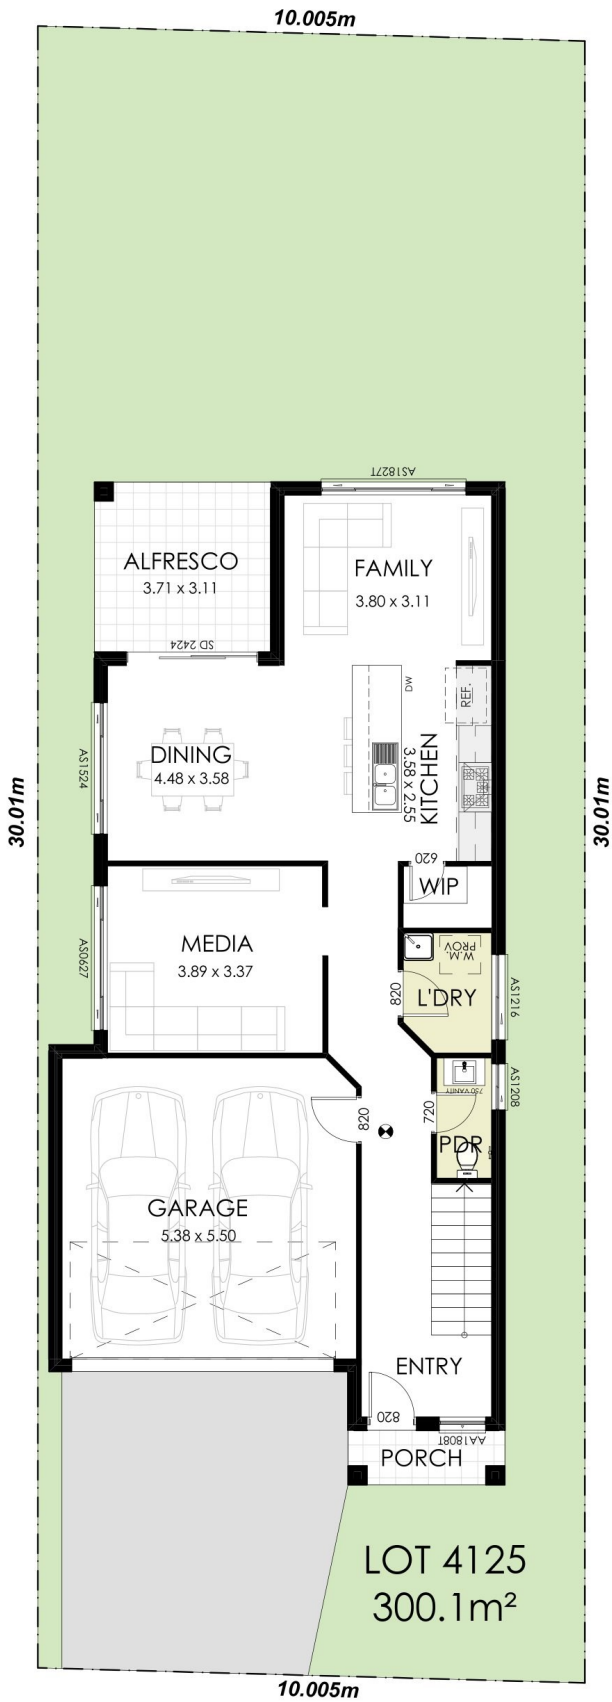 10.005m
AS1827T
ALFRESCO
3.71 x 3.11
FAMILY
3.80 x 3.11
SD 2424
DW
REF.
AS1524
DINING
4.48 x 3.58
KITCHEN
3.58 x 2.55
30.01m
30.01m
620
WIP
AS0627
MEDIA
3.89 x 3.37
W.M.
PROV
820
L'DRY
AS1216
AS1208
750 VANITY
820
720
PDR
GARAGE
5.38 x 5.50
ENTRY
820
AA1808T
PORCH
LOT 4125
300.1m²
10.005m